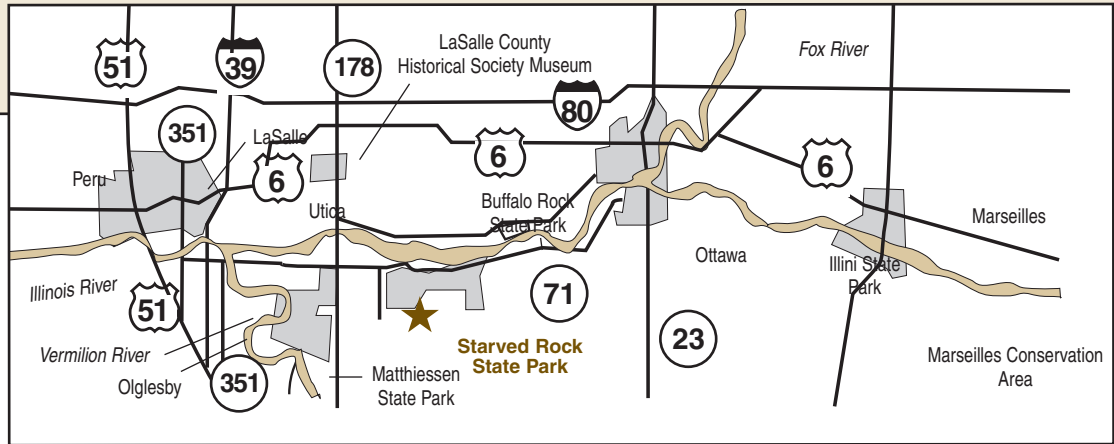 LaSalle County
Historical Society Museum
Fox River
51
39
178
80
351
LaSalle
6
6
6
Peru
Utica
Buffalo Rock
State Park
Marseilles
Ottawa
Illini State
Park
Illinois River
51
71
23
Vermilion River
Olglesby
351
Matthiessen
State Park
Starved Rock
State Park
Marseilles Conservation
Area